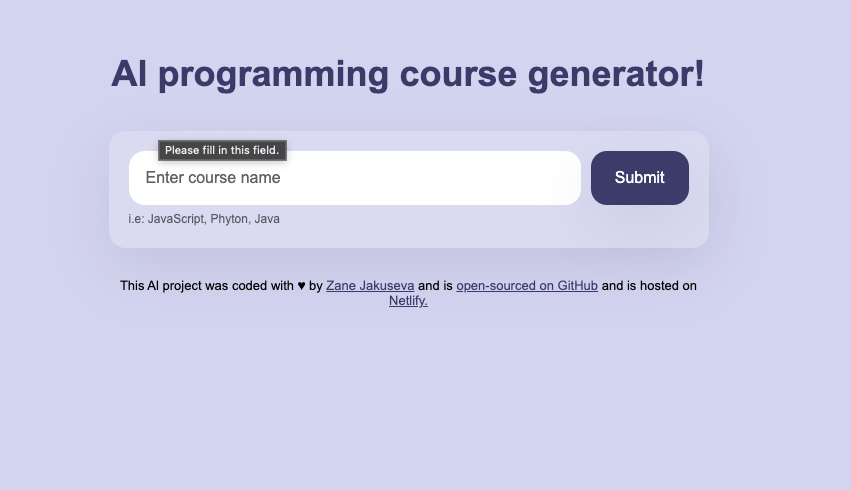 AI programming course generator!
Please fill in this field.
Enter course name
Submit
i.e: JavaScript, Phyton, Java
This AI project was coded with ♥ by Zane Jakuseva and is open-sourced on GitHub and is hosted on
Netlify.